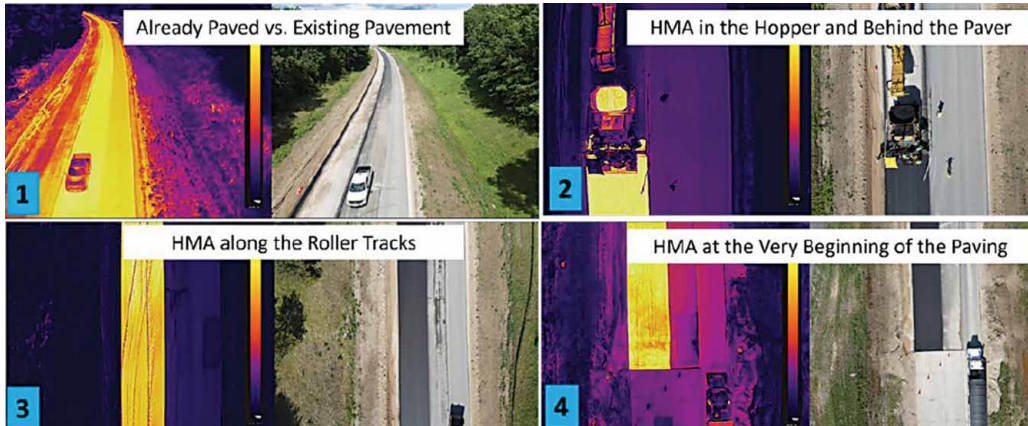 Already Paved vs. Existing Pavement
1
HMA in the Hopper and Behind the Paver
2
HMA along the Roller Tracks
3
HMA at the Very Beginning of the Paving
4